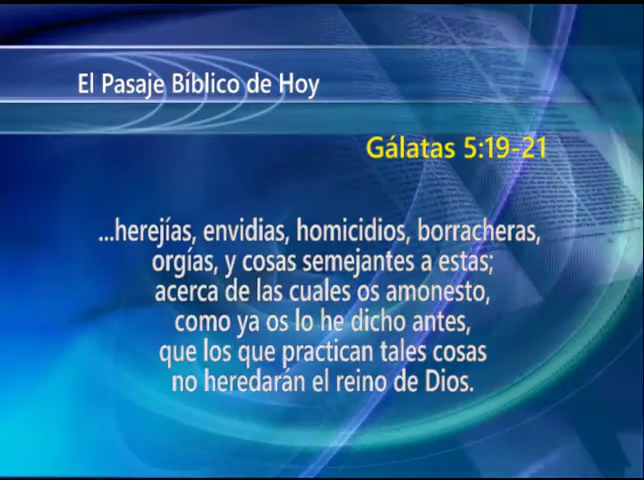 El Pasaje Bíblico de Hoy
Gálatas 5:19-21
...herejías, envidias, homicidios, borracheras,
orgías, y cosas semejantes a estas;
acerca de las cuales os amonesto,
como ya os lo he dicho antes,
que los que practican tales cosas
no heredarán el reino de Dios.